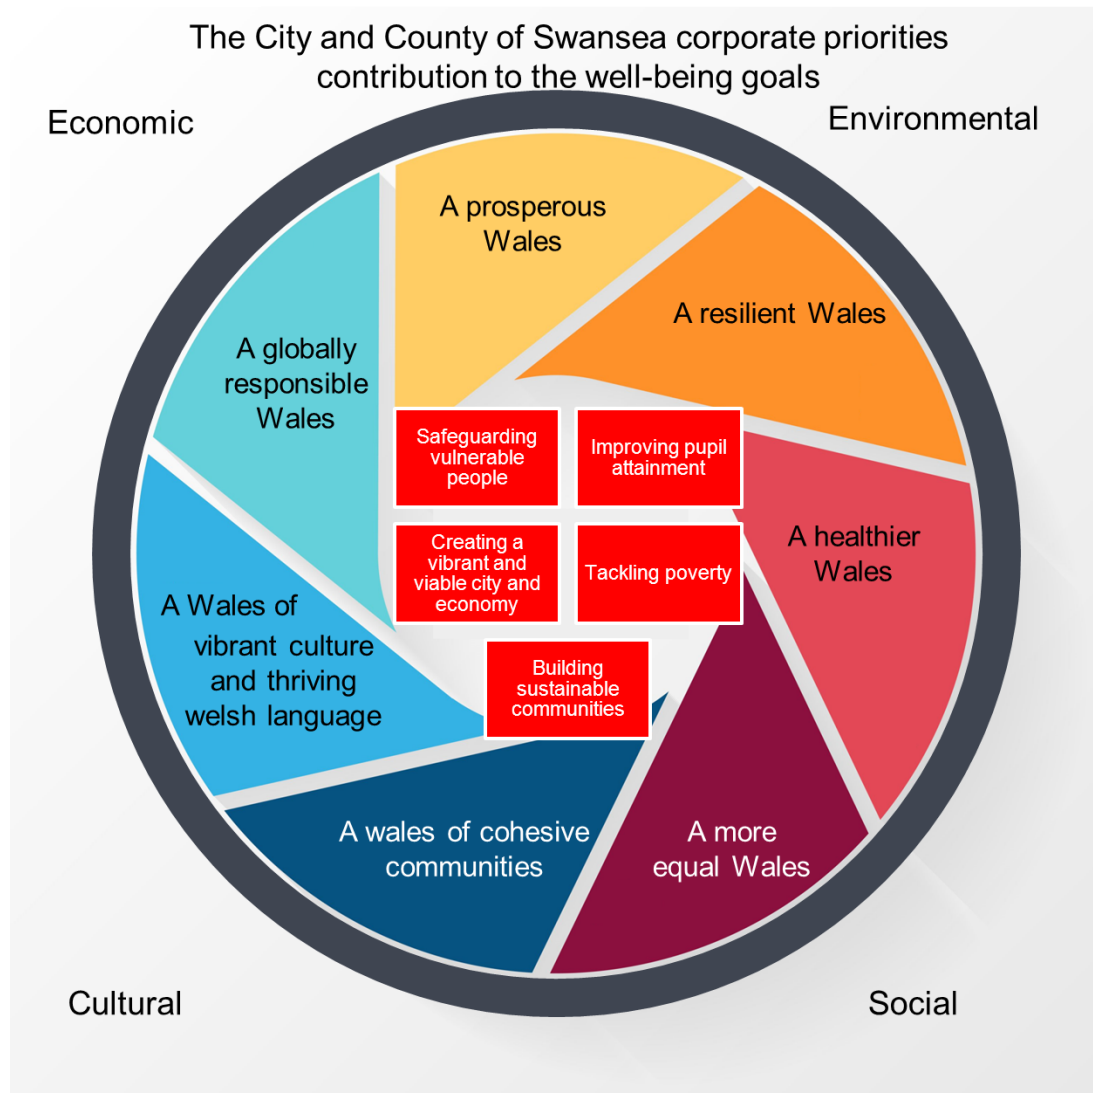 The City and County of Swansea corporate priorities
contribution to the well-being goals
Economic
Environmental
A prosperous
Wales
A resilient Wales
A globally
responsible
Wales
Safeguarding
vulnerable
people
Improving pupil
attainment
A healthier
Wales
Creating a
vibrant and
viable city and
economy
Tackling poverty
A Wales of
vibrant culture
and thriving
welsh language
Building
sustainable
communities
A wales of cohesive
communities
A more
equal Wales
Cultural
Social